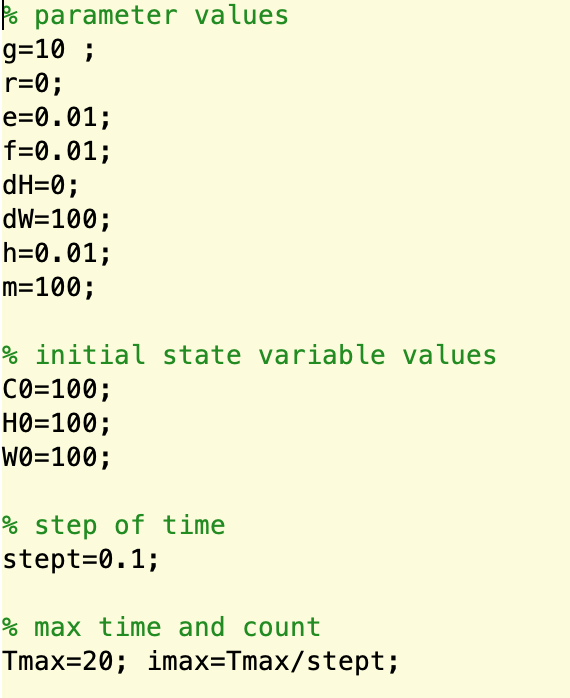 % parameter values
g=10 ;
r=0;
e=0.01;
f=0.01;
dH=0;
dW=100;
h=0.01;
m=100;
% initial state variable values
C0=100;
H0=100;
W0=100;
% step of time
stept=0.1;
% max time and count
Tmax=20; imax=Tmax/stept;